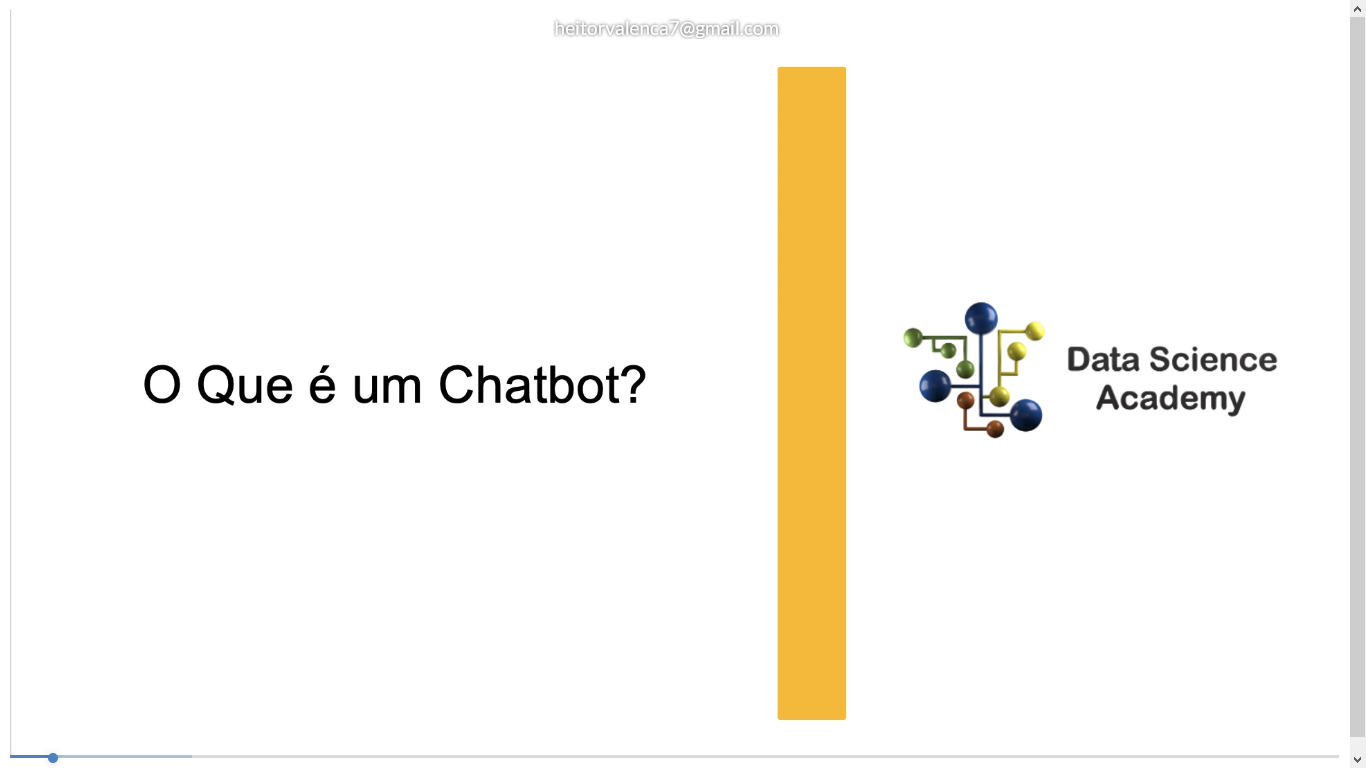 heitorvalenca7@gmail.com
O Que é um Chatbot?
Data Science
Academy